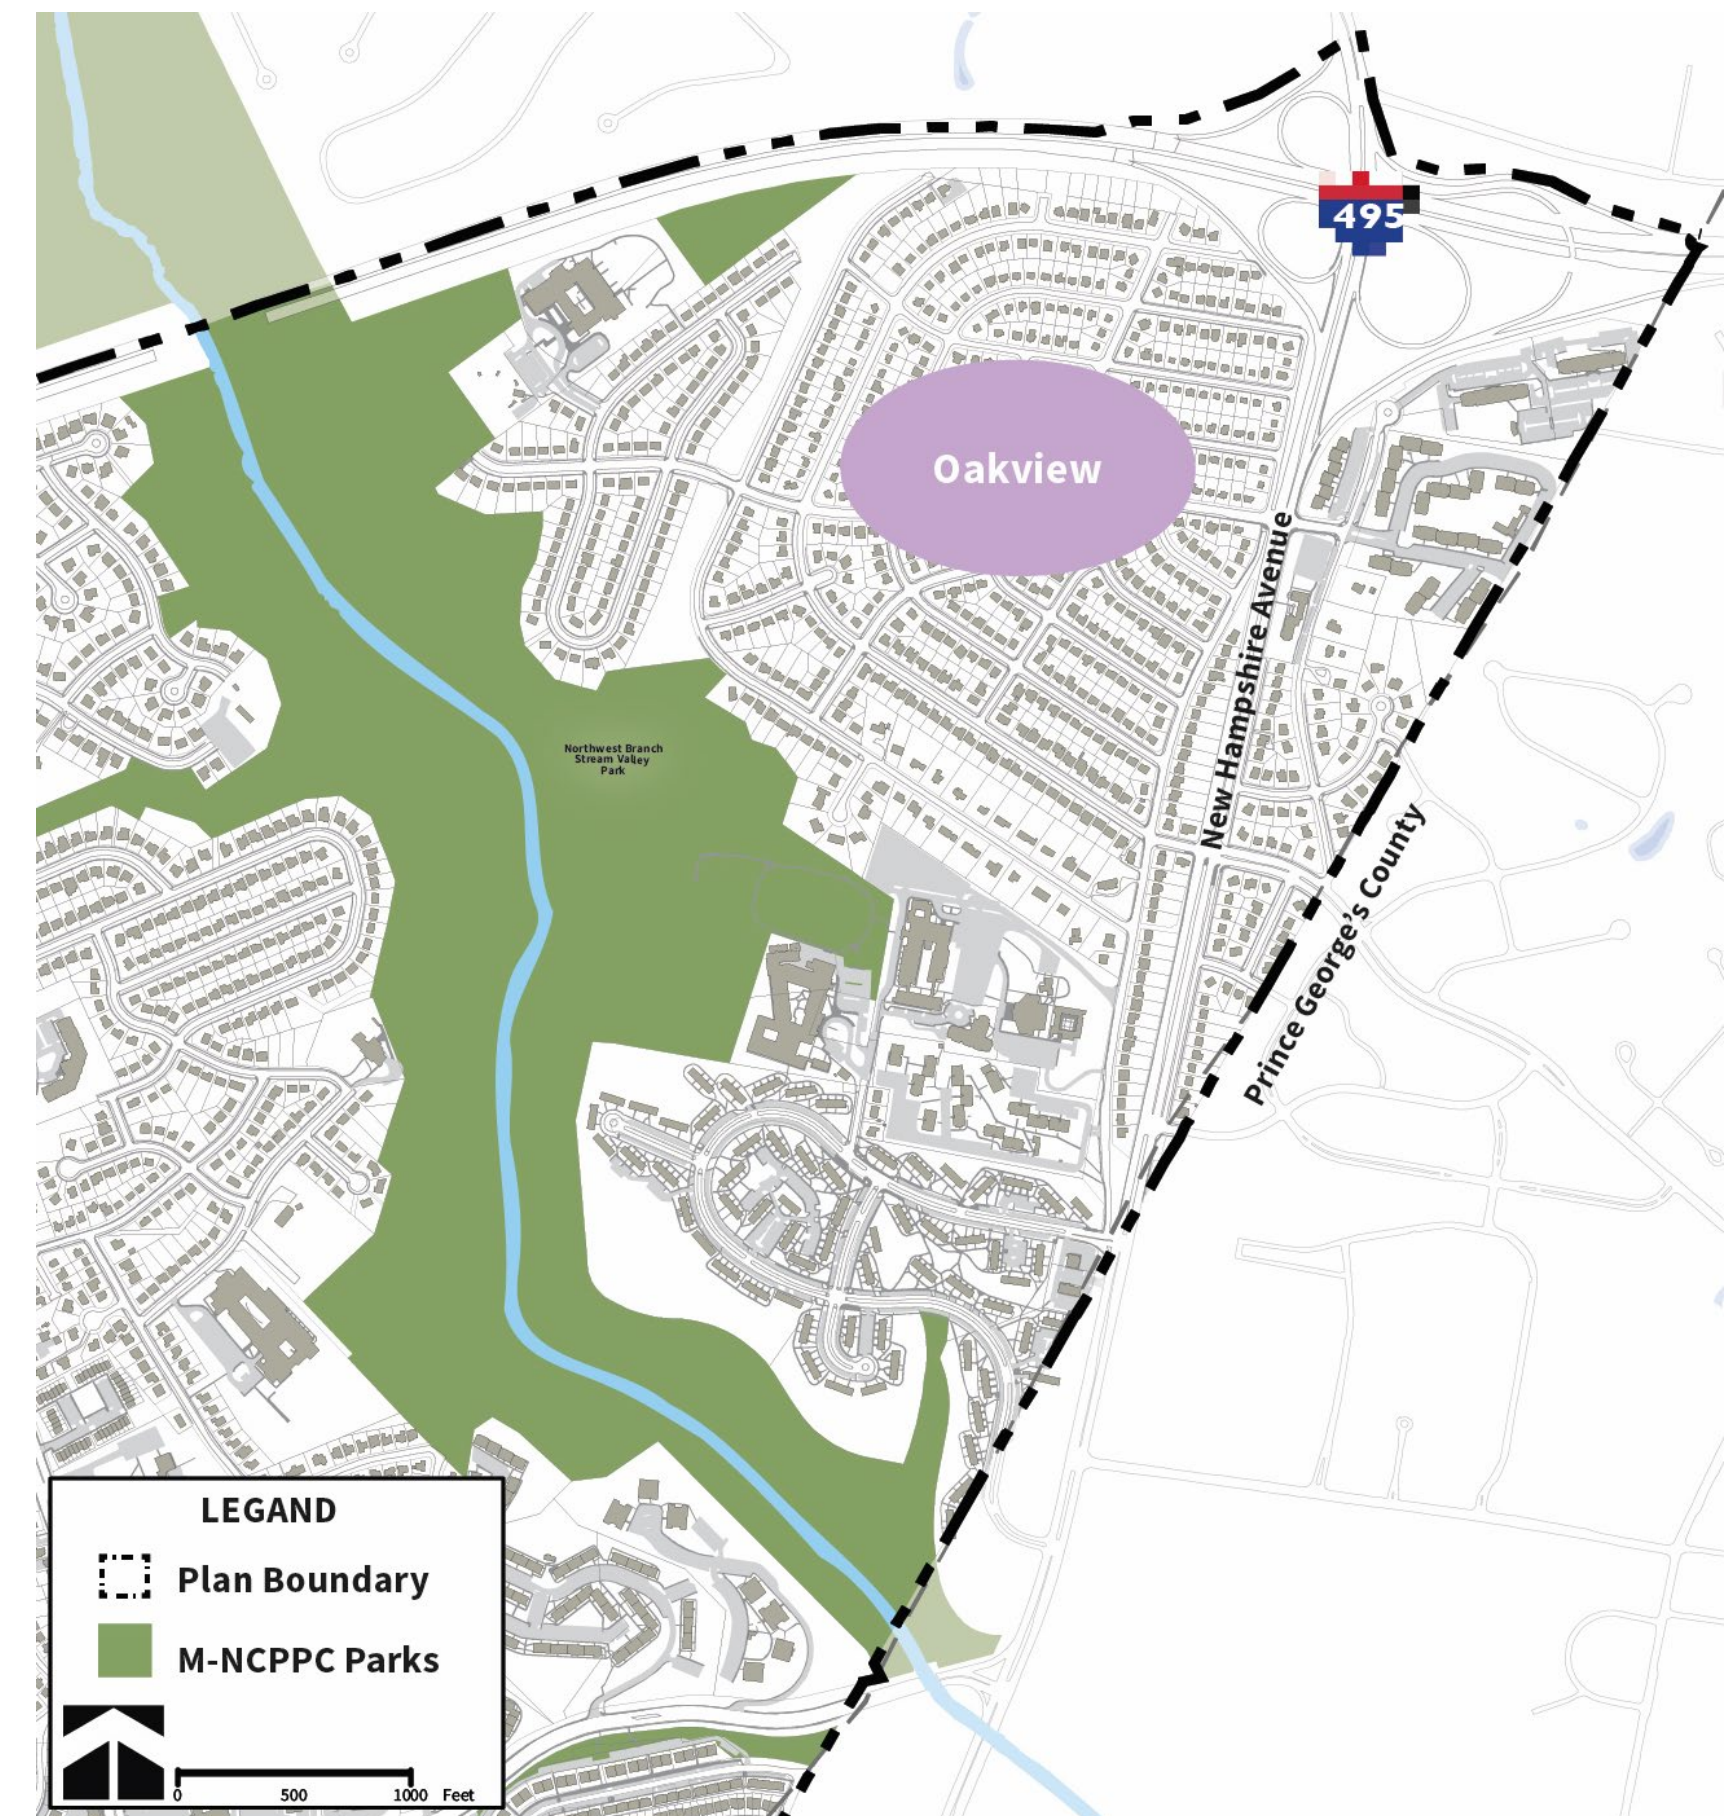 495
Oakview
New Hampshire Avenue
Northwest Branch
Stream Valley
Park
Prince George's County
LEGAND
Plan Boundary
M-NCPPC Parks
0 500 1000 Feet